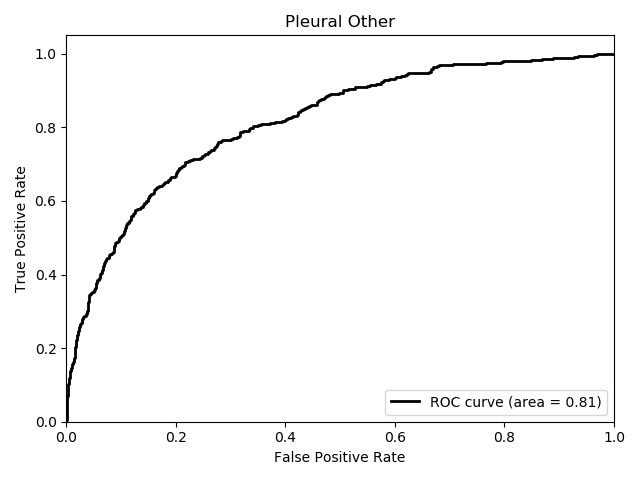 Pleural Other
1.0
0.8
0.6
0.4
0.2
0.0
True Positive Rate
ROC curve (area = 0.81)
0.0 0.2 0.4 0.6 0.8 1.0
False Positive Rate